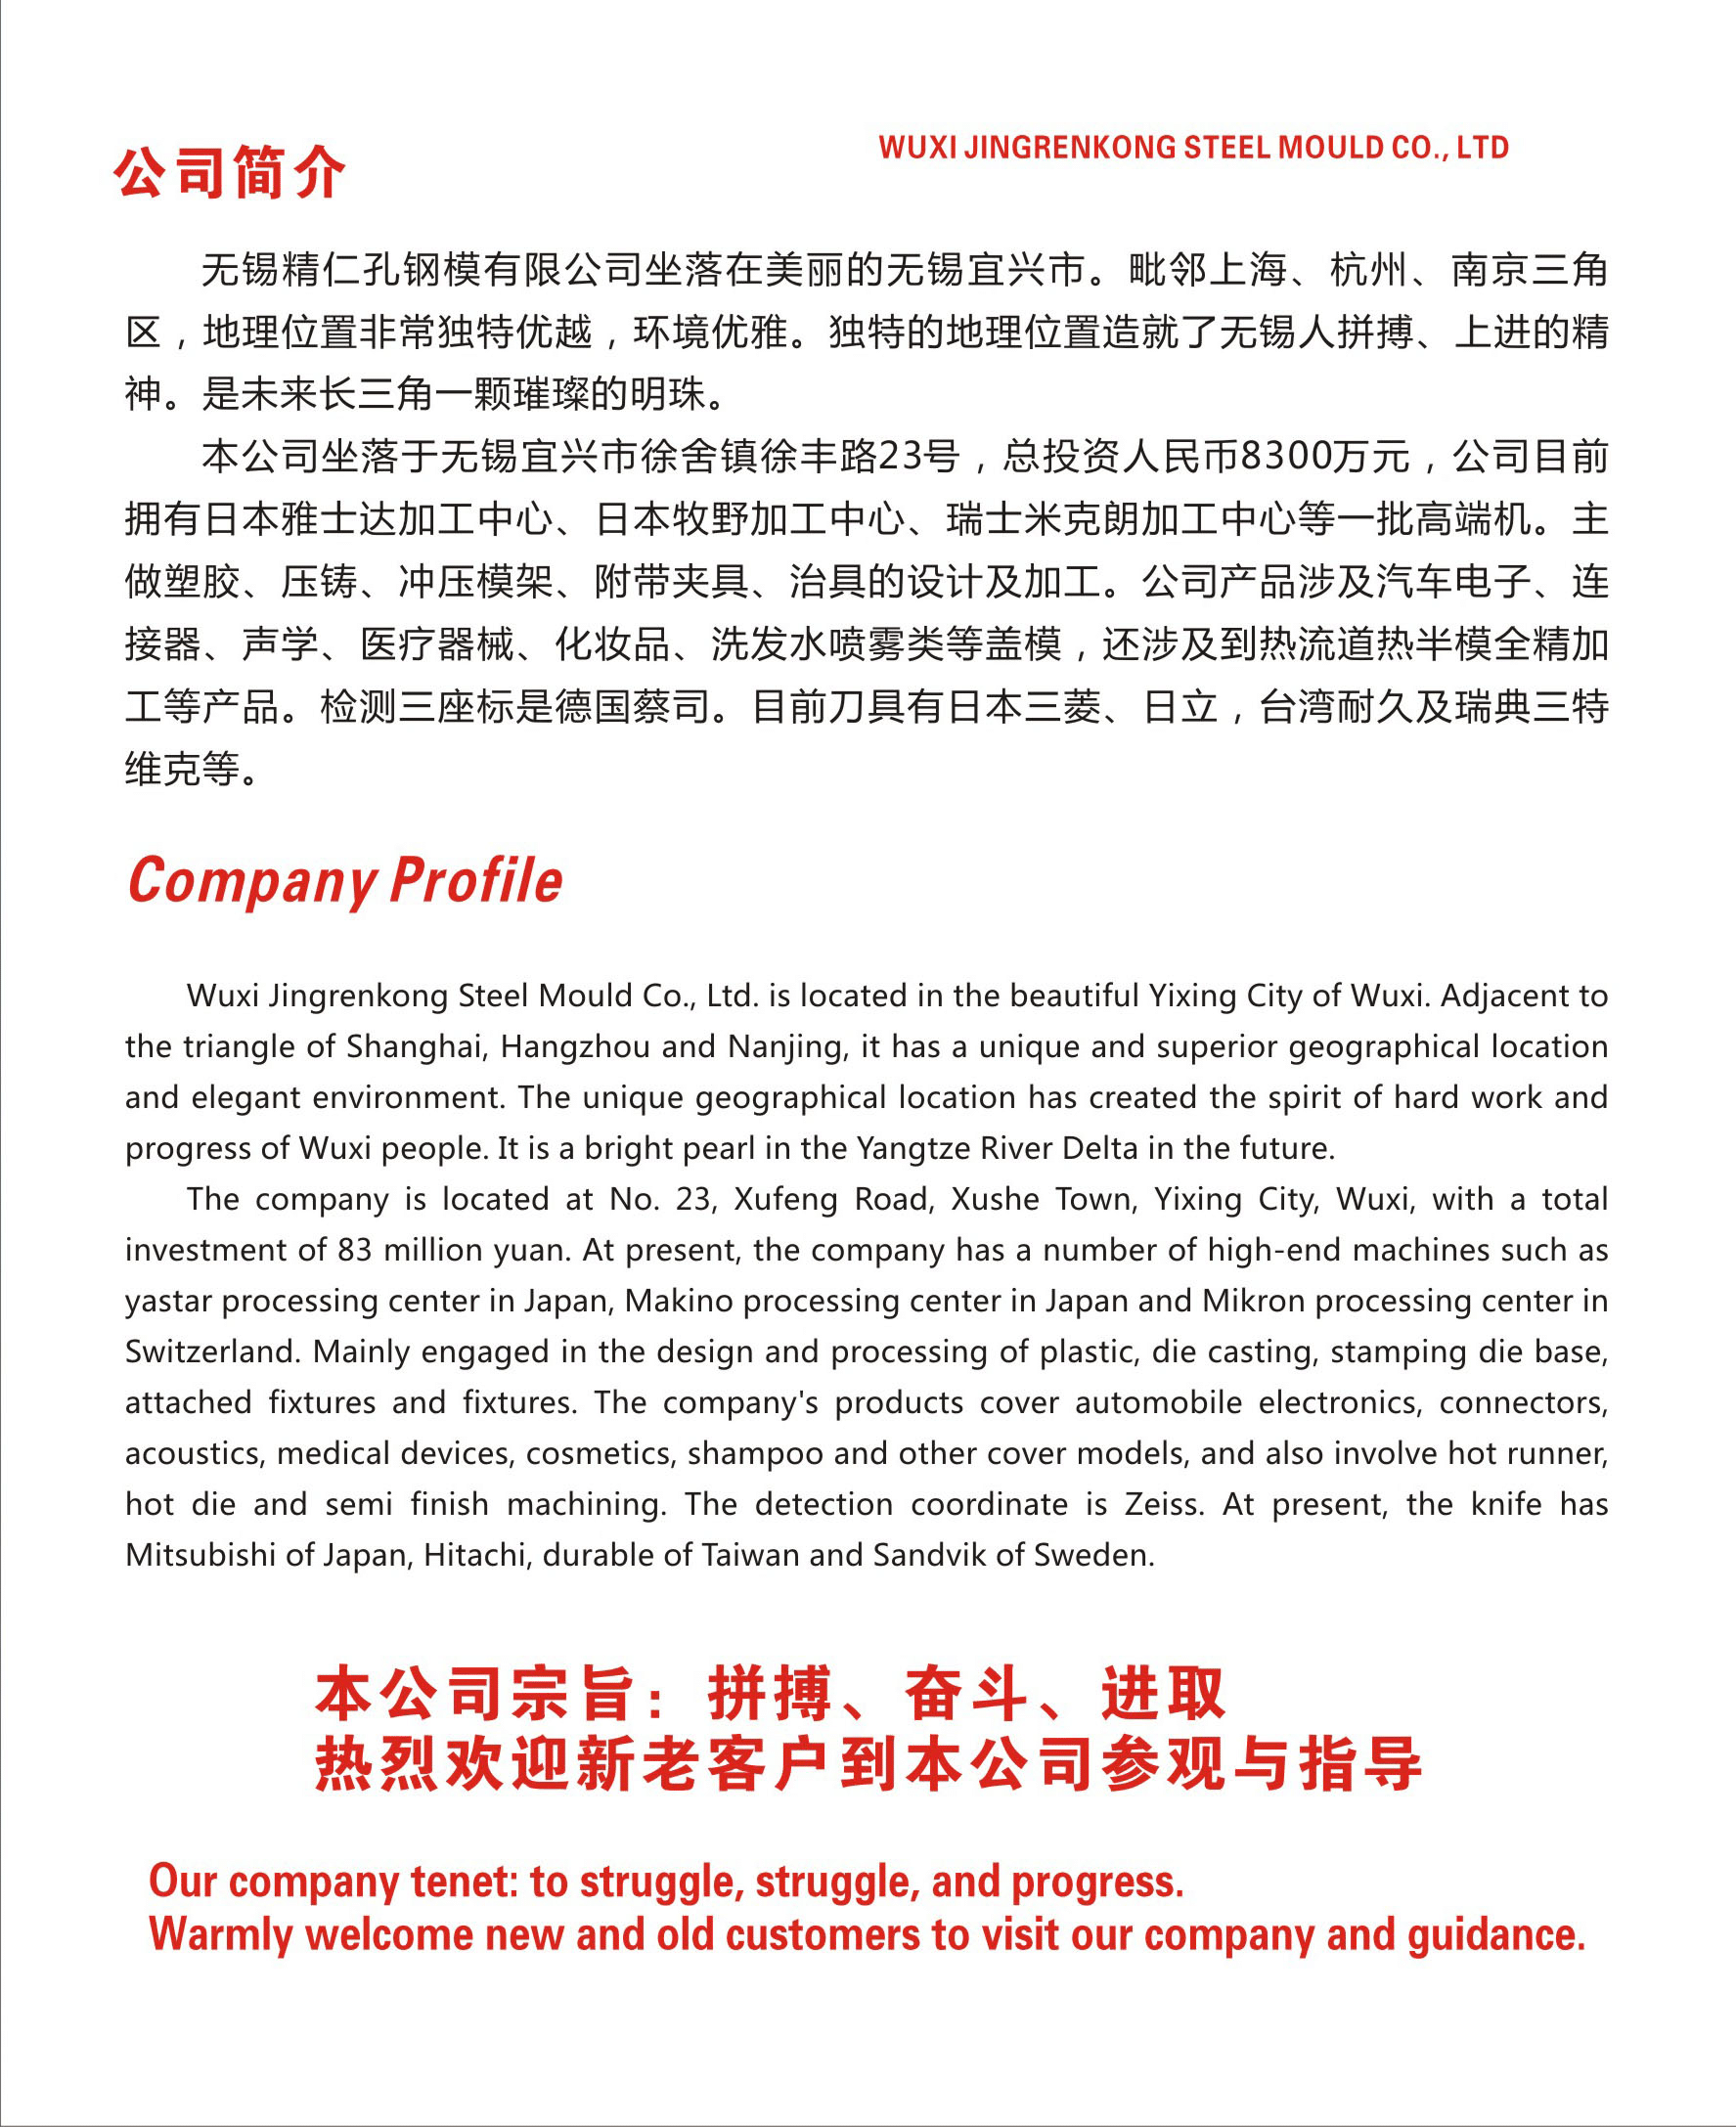 公司简介
WUXI JINGRENKONG STEEL MOULD CO., LTD
无锡精仁孔钢模有限公司坐落在美丽的无锡宜兴市。毗邻上海、杭州、南京三角
区，地理位置非常独特优越，环境优雅。独特的地理位置造就了无锡人拼搏、上进的精
神。是未来长三角一颗璀璨的明珠。
本公司坐落于无锡宜兴市徐舍镇徐丰路23号，总投资人民币8300万元，公司目前
拥有日本雅士达加工中心、日本牧野加工中心、瑞士米克朗加工中心等一批高端机。主
做塑胶、压铸、冲压模架、附带夹具、治具的设计及加工。公司产品涉及汽车电子、连
接器、声学、医疗器械、化妆品、洗发水喷雾类等盖模，还涉及到热流道热半模全精加
工等产品。检测三座标是德国蔡司。目前刀具有日本三菱、日立，台湾耐久及瑞典三特
维克等。
Company Profile
Wuxi Jingrenkong Steel Mould Co., Ltd. is located in the beautiful Yixing City of Wuxi. Adjacent to
the triangle of Shanghai, Hangzhou and Nanjing, it has a unique and superior geographical location
and elegant environment. The unique geographical location has created the spirit of hard work and
progress of Wuxi people. It is a bright pearl in the Yangtze River Delta in the future.
The company is located at No. 23, Xufeng Road, Xushe Town, Yixing City, Wuxi, with a total
investment of 83 million yuan. At present, the company has a number of high-end machines such as
yastar processing center in Japan, Makino processing center in Japan and Mikron processing center in
Switzerland. Mainly engaged in the design and processing of plastic, die casting, stamping die base,
attached fixtures and fixtures. The company's products cover automobile electronics, connectors,
acoustics, medical devices, cosmetics, shampoo and other cover models, and also involve hot runner,
hot die and semi finish machining. The detection coordinate is Zeiss. At present, the knife has
Mitsubishi of Japan, Hitachi, durable of Taiwan and Sandvik of Sweden.
本公司宗旨：拼搏、奋斗、进取
热烈欢迎新老客户到本公司参观与指导
Our company tenet: to struggle, struggle, and progress.
Warmly welcome new and old customers to visit our company and guidance.